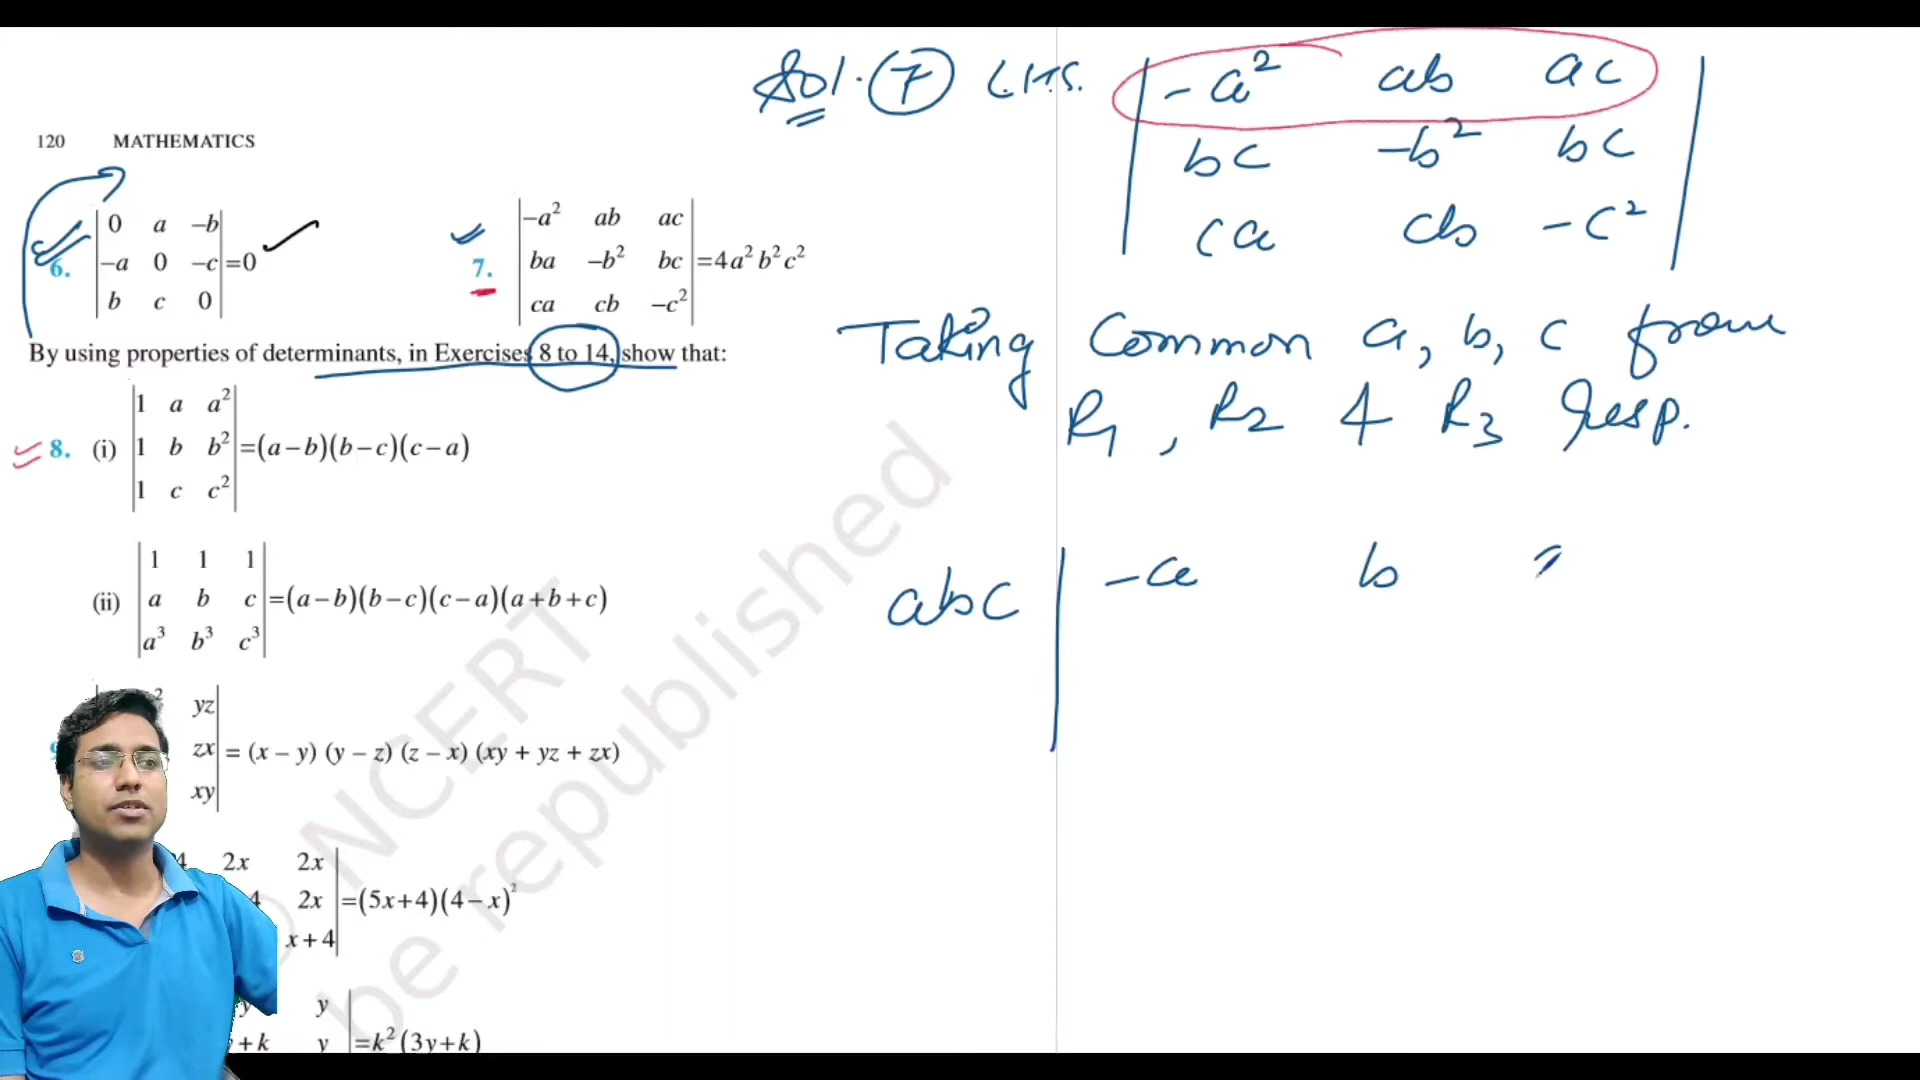 120 MATHEMATICS
6. | 0 a −b |
| −a 0 −c | =0
| b c 0 |
7. | −a² ab ac |
| ba −b² bc | =4a²b²c²
| ca cb −c² |
By using properties of determinants, in Exercises 8 to 14, show that:
8. (i) | 1 a a² |
| 1 b b² | =(a−b)(b−c)(c−a)
| 1 c c² |
(ii) | 1 1 1 |
| a b c | =(a−b)(b−c)(c−a)(a+b+c)
| a³ b³ c³ |
yz
zx = (x – y) (y – z) (z – x) (xy + yz + zx)
xy
2x 2x
2x =(5x+4)(4−x)²
x+4
y
+k y =k²(3y+k)
© NCERT
be republished
Sol. 7 L.H.S. | −a² ab ac |
| bc −b² bc |
| ca cb −c² |
Taking Common a, b, c from
R1, R2 & R3 resp.
abc | −a b